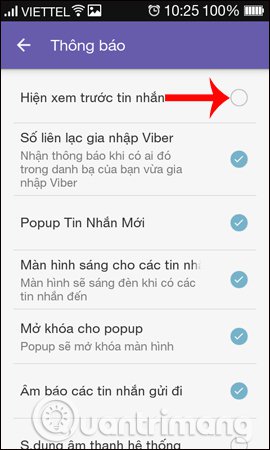 VIETTEL 10:25 100%
Thông báo
Hiện xem trước tin nhắn
Số liên lạc gia nhập Viber
Nhận thông báo khi có ai đó
trong danh bạ của bạn vừa gia
nhập Viber
Popup Tin Nhắn Mới
Màn hình sáng cho các tin nhắ
Màn hình sẽ sáng đèn khi có các
tin nhắn đến
Mở khóa cho popup
Popup sẽ mở khóa màn hình
Âm báo các tin nhắn gửi đi
Quantrimang
S.dụng âm thanh hệ thống